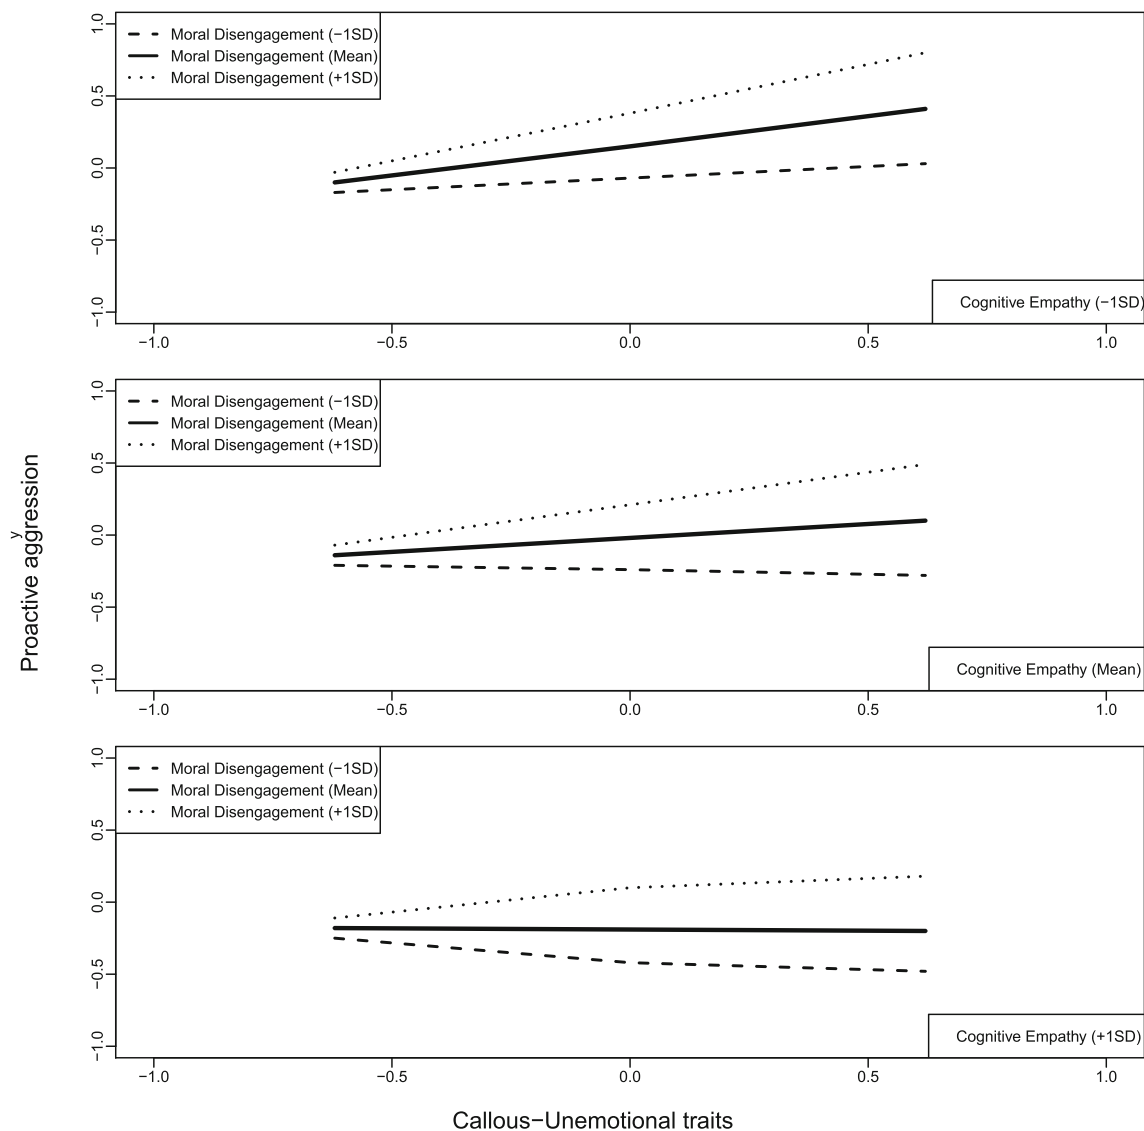 Moral Disengagement (−1SD)
Moral Disengagement (Mean)
Moral Disengagement (+1SD)
1.0
0.5
0.0
−0.5
−1.0
Cognitive Empathy (−1SD)
−1.0 −0.5 0.0 0.5 1.0
Moral Disengagement (−1SD)
Moral Disengagement (Mean)
Moral Disengagement (+1SD)
1.0
0.5
0.0
−0.5
−1.0
Proactive aggression
y
Cognitive Empathy (Mean)
−1.0 −0.5 0.0 0.5 1.0
Moral Disengagement (−1SD)
Moral Disengagement (Mean)
Moral Disengagement (+1SD)
1.0
0.5
0.0
−0.5
−1.0
Cognitive Empathy (+1SD)
−1.0 −0.5 0.0 0.5 1.0
Callous−Unemotional traits